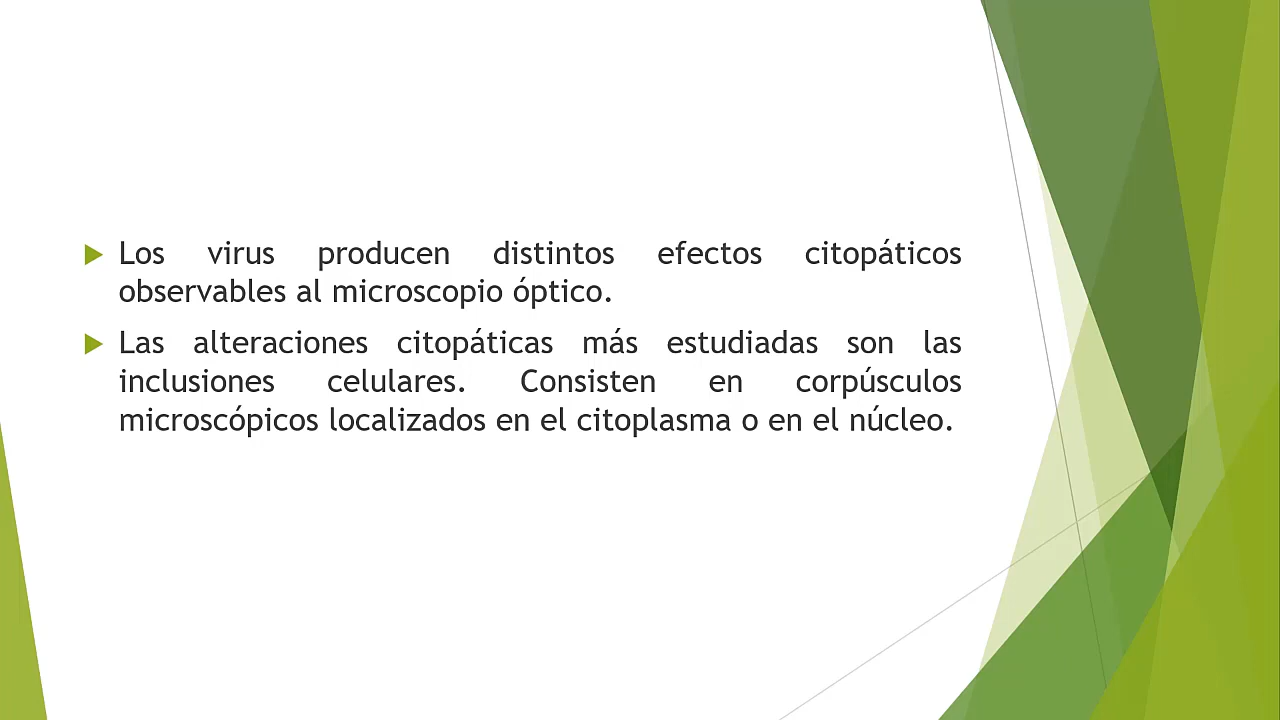 Los virus producen distintos efectos citopáticos
observables al microscopio óptico.
Las alteraciones citopáticas más estudiadas son las
inclusiones celulares. Consisten en corpúsculos
microscópicos localizados en el citoplasma o en el núcleo.